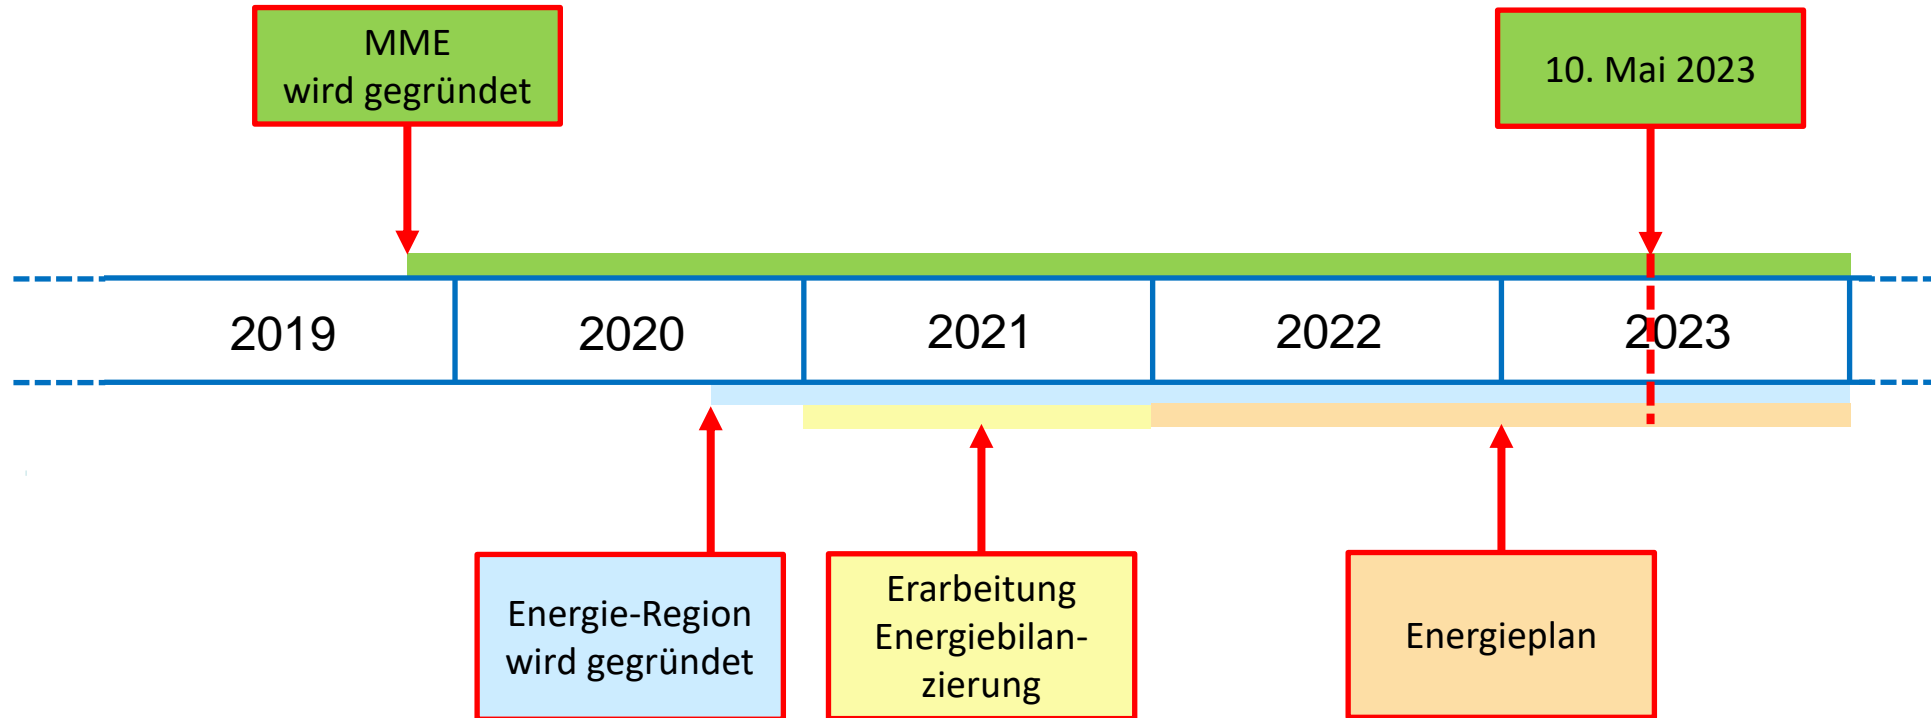 MME
wird gegründet
10. Mai 2023
2019
2020
2021
2022
2023
Energie-Region
wird gegründet
Erarbeitung
Energiebilan-
zierung
Energieplan